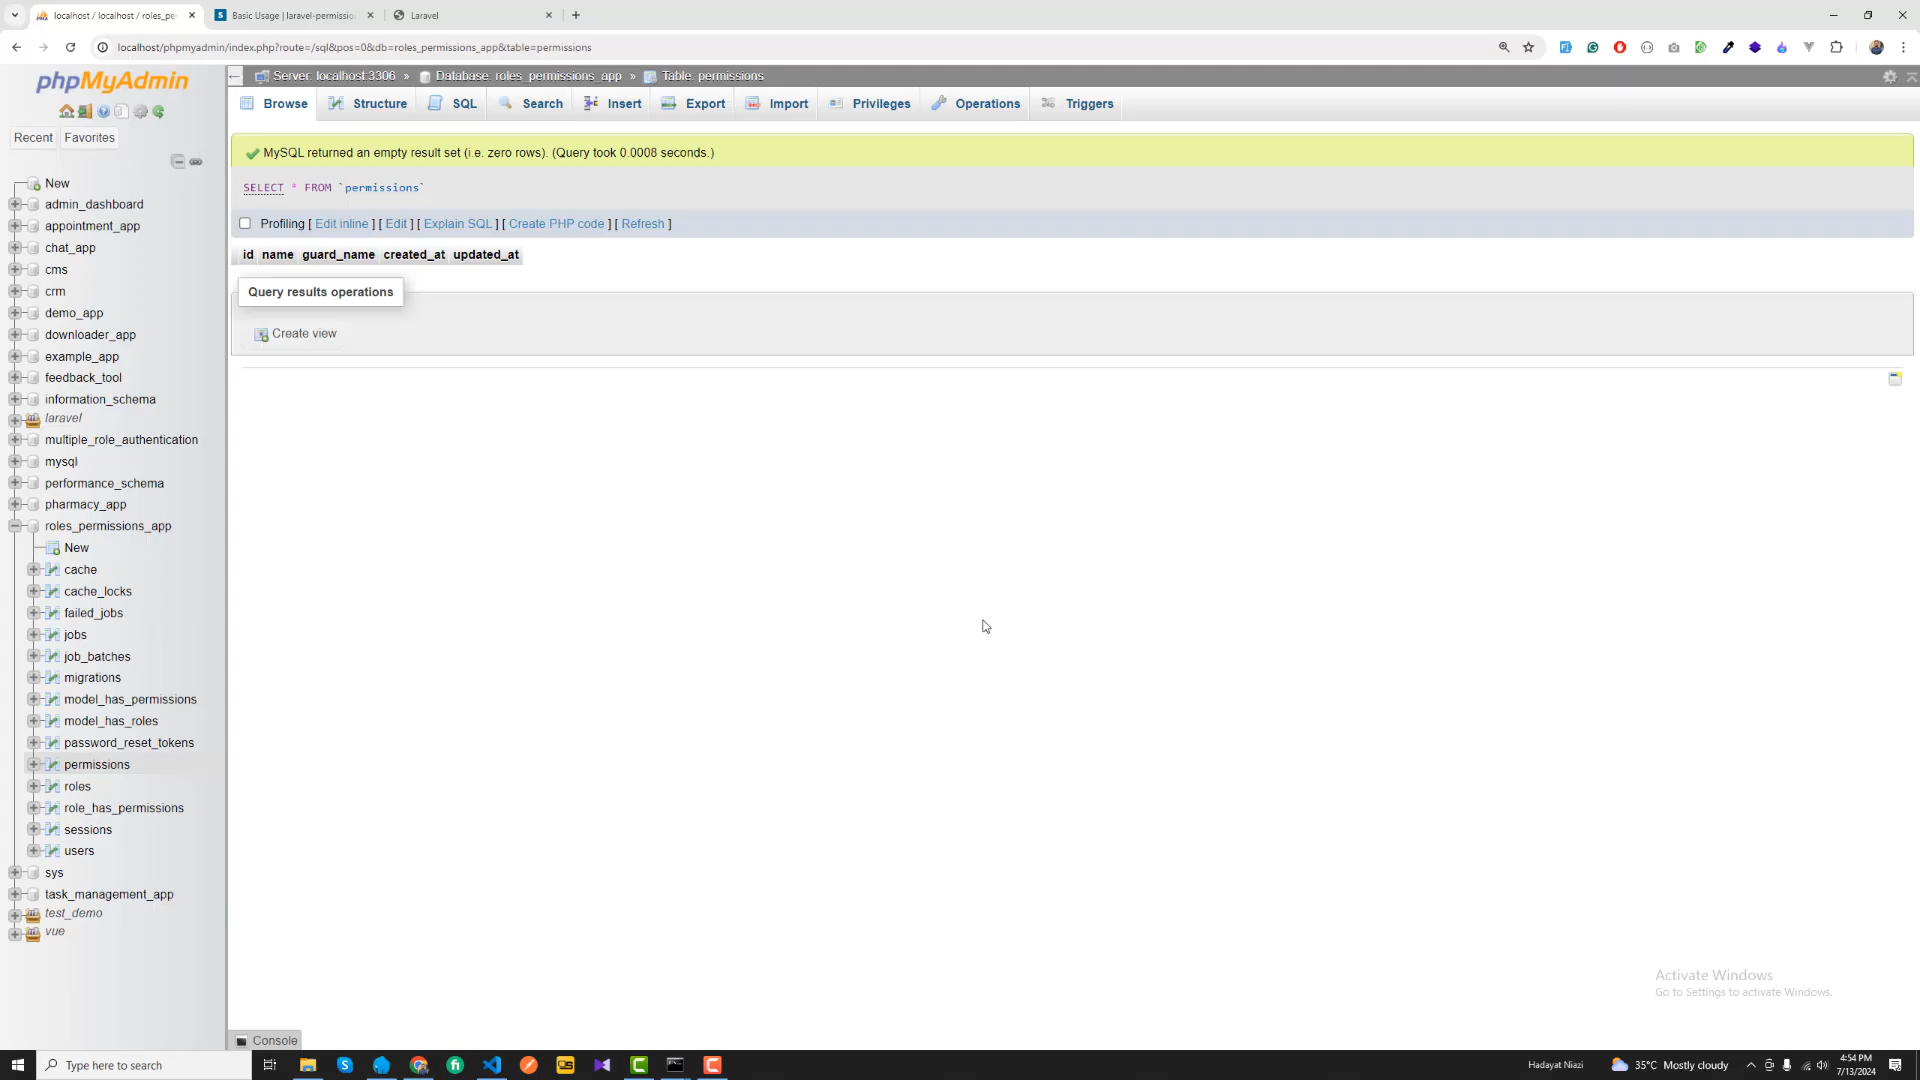 localhost / localhost / roles_pe
Basic Usage | laravel-permissio
Laravel
localhost/phpmyadmin/index.php?route=/sql&pos=0&db=roles_permissions_app&table=permissions
phpMyAdmin
Recent
Favorites
New
admin_dashboard
appointment_app
chat_app
cms
crm
demo_app
downloader_app
example_app
feedback_tool
information_schema
laravel
multiple_role_authentication
mysql
performance_schema
pharmacy_app
roles_permissions_app
New
cache
cache_locks
failed_jobs
jobs
job_batches
migrations
model_has_permissions
model_has_roles
password_reset_tokens
permissions
roles
role_has_permissions
sessions
users
sys
task_management_app
test_demo
vue
Server: localhost:3306 » Database: roles_permissions_app » Table: permissions
Browse Structure SQL Search Insert Export Import Privileges Operations Triggers
MySQL returned an empty result set (i.e. zero rows). (Query took 0.0008 seconds.)
SELECT * FROM `permissions`
Profiling [ Edit inline ] [ Edit ] [ Explain SQL ] [ Create PHP code ] [ Refresh ]
id name guard_name created_at updated_at
Query results operations
Create view
Activate Windows
Go to Settings to activate Windows.
Console
Type here to search
Hadayat Niazi
35°C Mostly cloudy
4:54 PM
7/13/2024